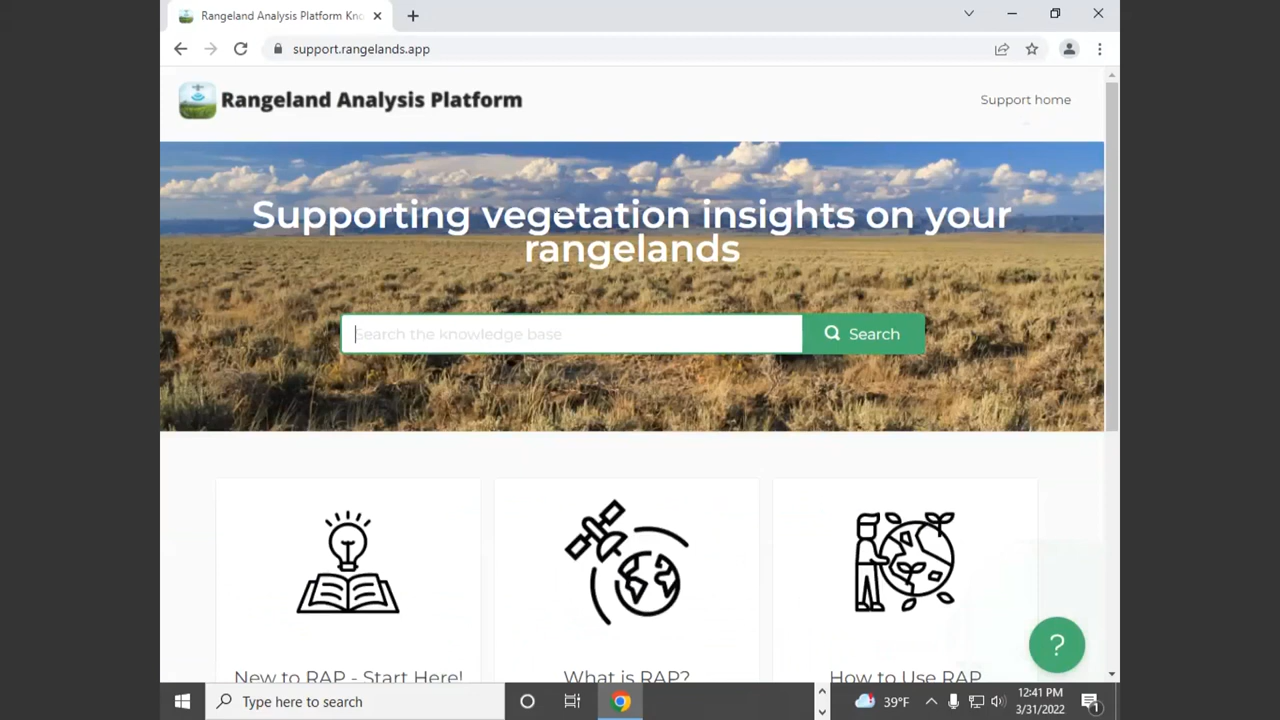 Rangeland Analysis Platform Kno
support.rangelands.app
Rangeland Analysis Platform
Support home
Supporting vegetation insights on your
rangelands
Search the knowledge base
Search
New to RAP - Start Here!
What is RAP?
How to Use RAP
?
Type here to search
39°F
12:41 PM
3/31/2022
1